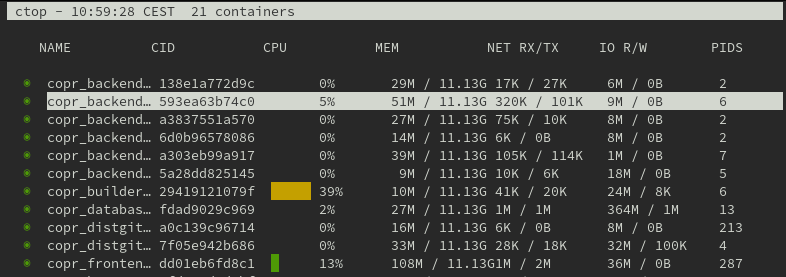 ctop - 10:59:28 CEST 21 containers
NAME CID CPU MEM NET RX/TX IO R/W PIDS
copr_backend… 138e1a772d9c 0% 29M / 11.13G 17K / 27K 6M / 0B 2
copr_backend… 593ea63b74c0 5% 51M / 11.13G 320K / 101K 9M / 0B 6
copr_backend… a3837551a570 0% 27M / 11.13G 75K / 10K 8M / 0B 2
copr_backend… 6d0b96578086 0% 14M / 11.13G 6K / 0B 8M / 0B 2
copr_backend… a303eb99a917 0% 39M / 11.13G 105K / 114K 1M / 0B 7
copr_backend… 5a28dd825145 0% 9M / 11.13G 10K / 6K 18M / 0B 5
copr_builder… 29419121079f 39% 10M / 11.13G 41K / 20K 24M / 8K 6
copr_databas… fdad9029c969 2% 27M / 11.13G 1M / 1M 364M / 1M 13
copr_distgit… a0c139c96714 0% 16M / 11.13G 6K / 0B 8M / 0B 213
copr_distgit… 7f05e942b686 0% 33M / 11.13G 28K / 18K 32M / 100K 4
copr_fronten… dd01eb6fd8c1 13% 108M / 11.13G1M / 2M 36M / 0B 287